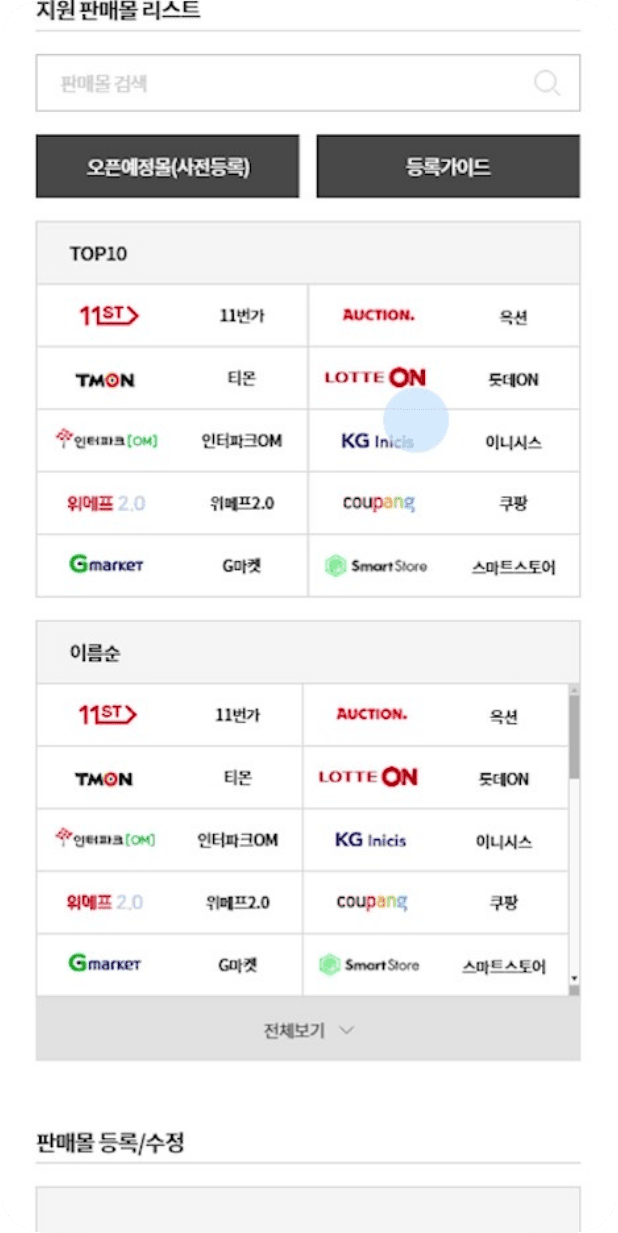 지원 판매몰 리스트
판매몰 검색
오픈예정몰(사전등록) 등록가이드
TOP10
11ST 11번가 AUCTION. 옥션
TMON 티몬 LOTTE ON 롯데ON
인터파크[OM] 인터파크OM KG Inicis 이니시스
위메프 2.0 위메프2.0 coupang 쿠팡
Gmarket G마켓 SmartStore 스마트스토어
이름순
11ST 11번가 AUCTION. 옥션
TMON 티몬 LOTTE ON 롯데ON
인터파크[OM] 인터파크OM KG Inicis 이니시스
위메프 2.0 위메프2.0 coupang 쿠팡
Gmarket G마켓 SmartStore 스마트스토어
전체보기
판매몰 등록/수정